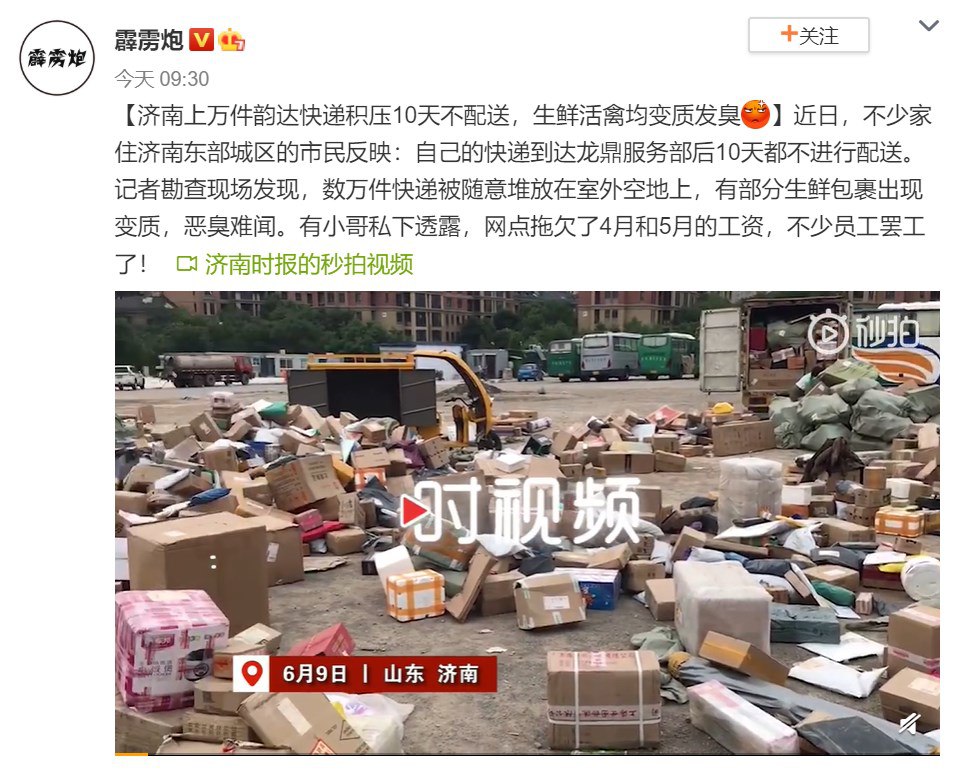 霹雳炮
霹雳炮
关注
今天 09:30
【济南上万件韵达快递积压10天不配送，生鲜活禽均变质发臭】近日，不少家
住济南东部城区的市民反映：自己的快递到达龙鼎服务部后10天都不进行配送。
记者勘查现场发现，数万件快递被随意堆放在室外空地上，有部分生鲜包裹出现
变质，恶臭难闻。有小哥私下透露，网点拖欠了4月和5月的工资，不少员工罢工
了！ 济南时报的秒拍视频
秒拍
时视频
6月9日 | 山东 济南